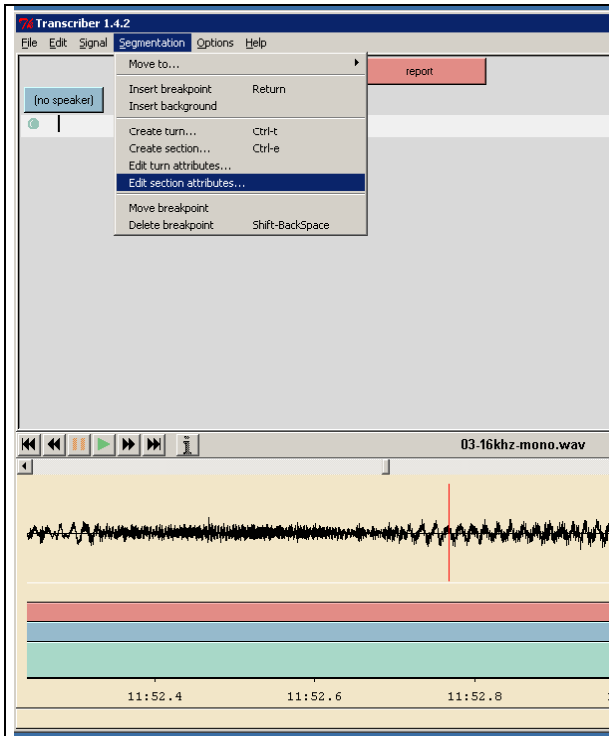 Transcriber 1.4.2
File Edit Signal Segmentation Options Help
Move to...
report
(no speaker)
Insert breakpoint Return
Insert background
Create turn... Ctrl-t
Create section... Ctrl-e
Edit turn attributes...
Edit section attributes...
Move breakpoint
Delete breakpoint Shift-BackSpace
03-16khz-mono.wav
11:52.4 11:52.6 11:52.8